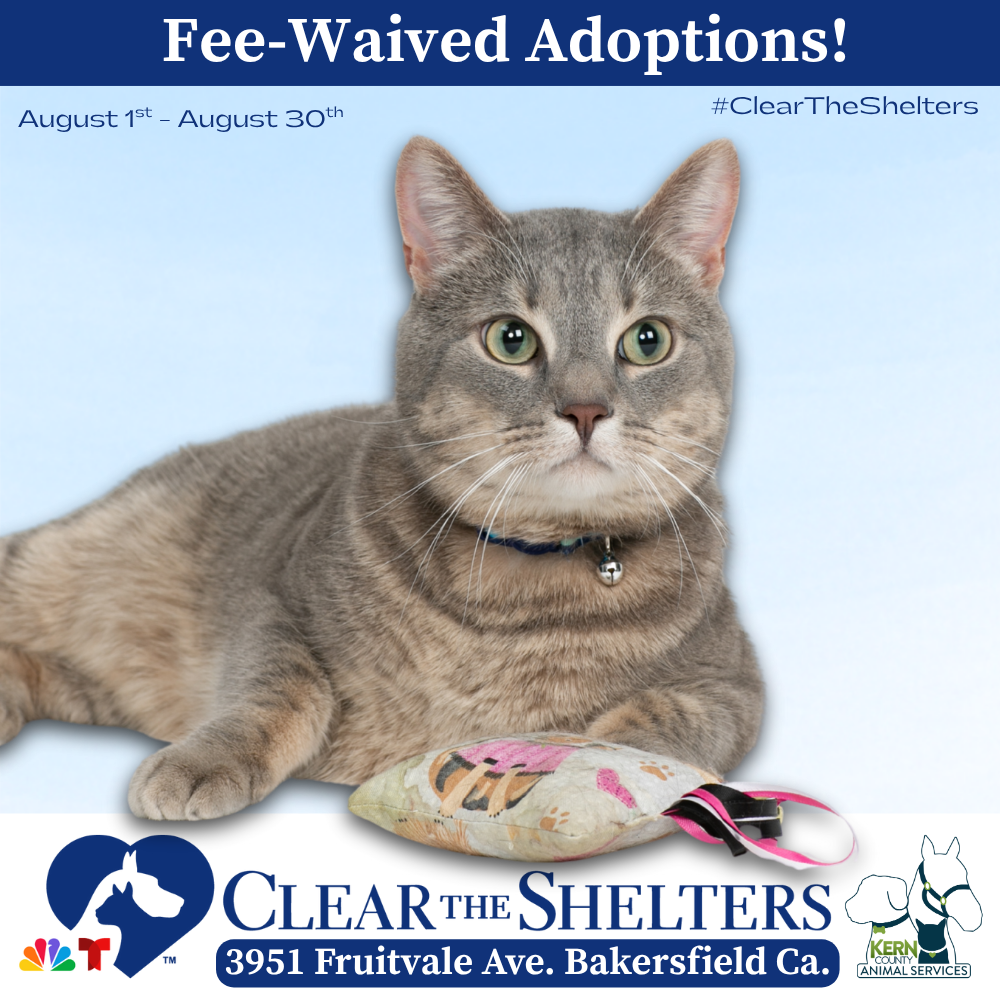 Fee-Waived Adoptions!
August 1st - August 30th
#ClearTheShelters
CLEAR THE SHELTERS
TM
3951 Fruitvale Ave. Bakersfield Ca.
KERN
COUNTY
ANIMAL SERVICES